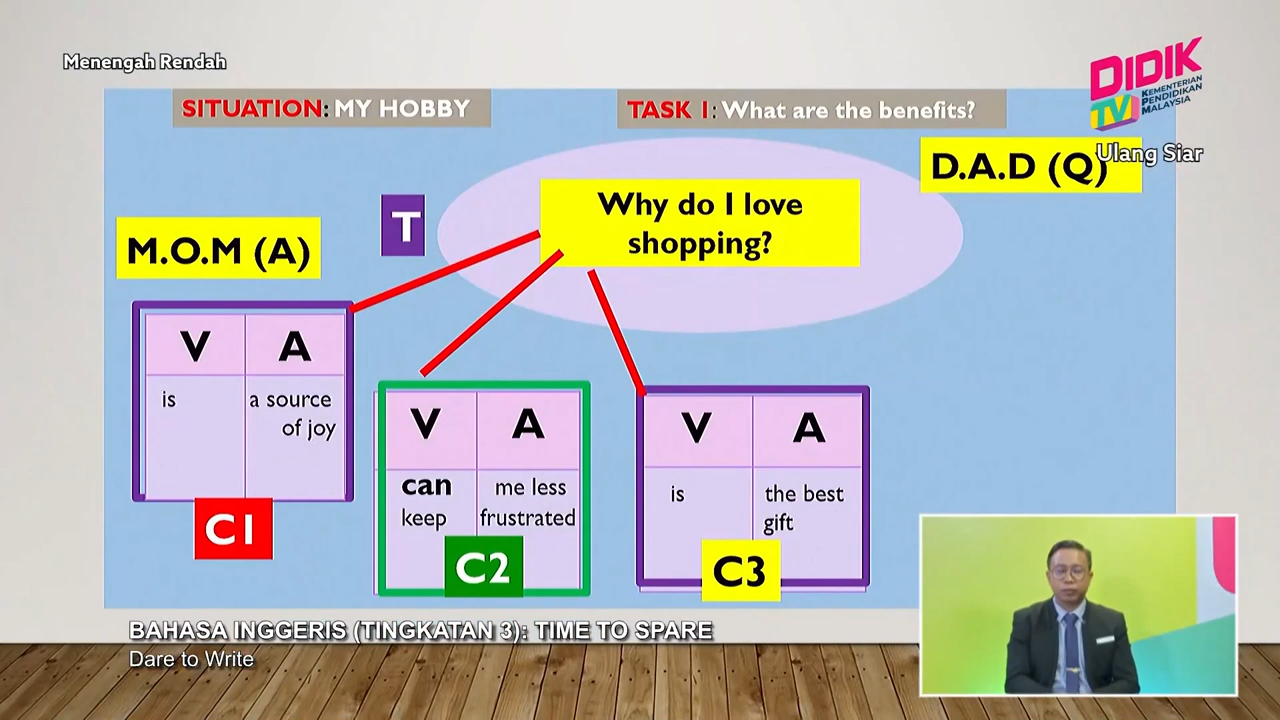 Menengah Rendah
DIDIK
TV
KEMENTERIAN
PENDIDIKAN
MALAYSIA
Ulang Siar
SITUATION: MY HOBBY
TASK 1: What are the benefits?
D.A.D (Q)
M.O.M (A)
T
Why do I love
shopping?
V A
is a source
of joy
C1
V A
can me less
keep frustrated
C2
V A
is the best
gift
C3
BAHASA INGGERIS (TINGKATAN 3): TIME TO SPARE
Dare to Write